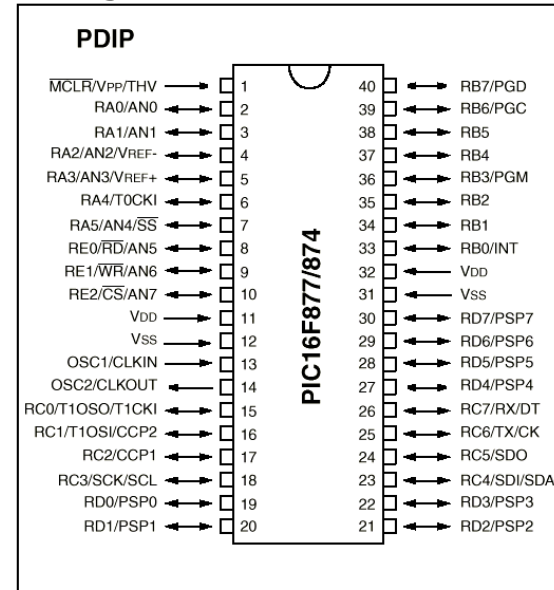 PDIP
MCLR/VPP/THV 1 40 RB7/PGD
RA0/AN0 2 39 RB6/PGC
RA1/AN1 3 38 RB5
RA2/AN2/VREF- 4 37 RB4
RA3/AN3/VREF+ 5 36 RB3/PGM
RA4/T0CKI 6 35 RB2
RA5/AN4/SS 7 34 RB1
RE0/RD/AN5 8 33 RB0/INT
RE1/WR/AN6 9 32 VDD
RE2/CS/AN7 10 31 VSS
VDD 11 30 RD7/PSP7
VSS 12 29 RD6/PSP6
OSC1/CLKIN 13 28 RD5/PSP5
OSC2/CLKOUT 14 27 RD4/PSP4
RC0/T1OSO/T1CKI 15 26 RC7/RX/DT
RC1/T1OSI/CCP2 16 25 RC6/TX/CK
RC2/CCP1 17 24 RC5/SDO
RC3/SCK/SCL 18 23 RC4/SDI/SDA
RD0/PSP0 19 22 RD3/PSP3
RD1/PSP1 20 21 RD2/PSP2
PIC16F877/874